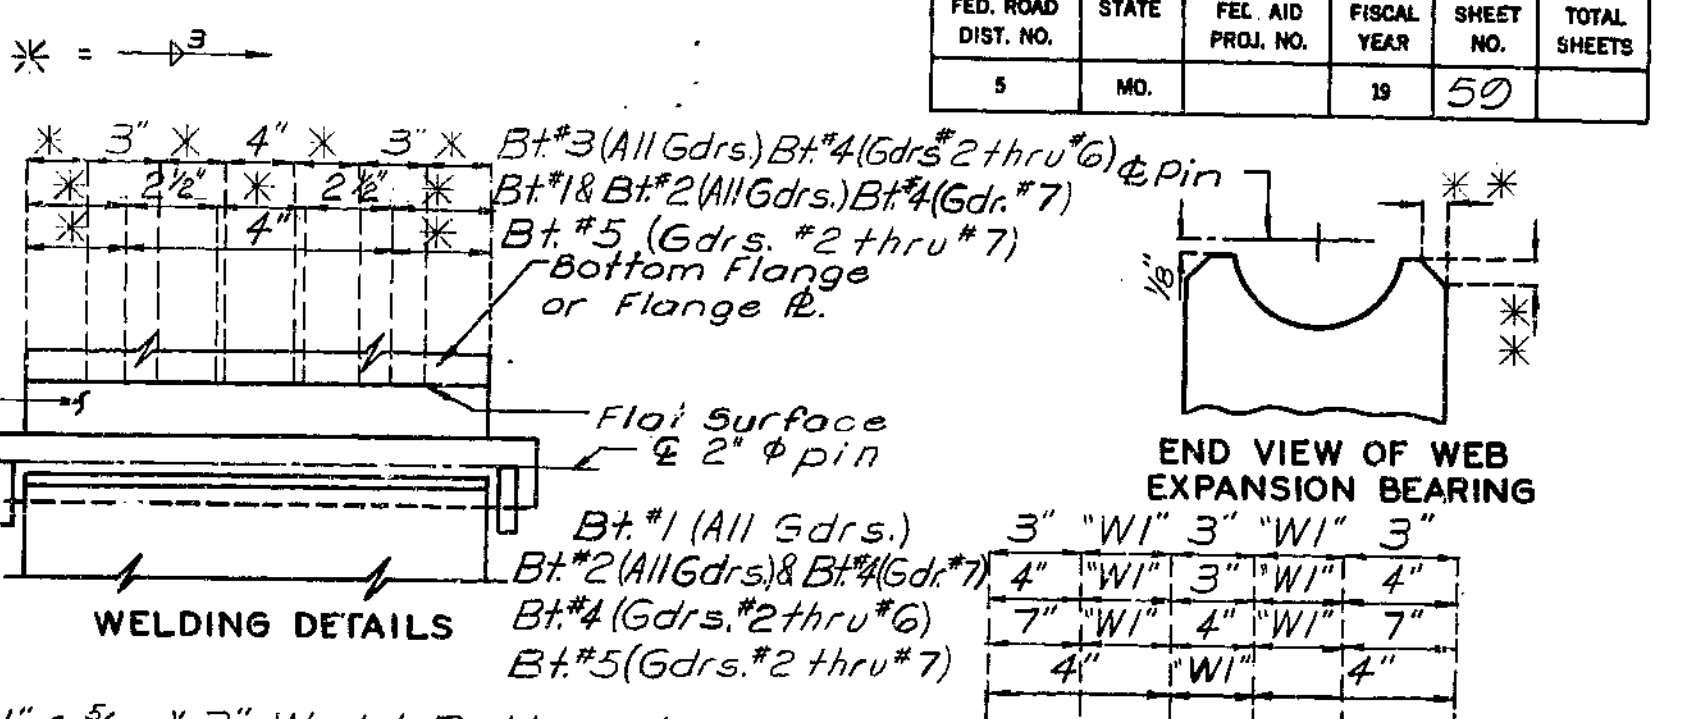 FED. ROAD DIST. NO. STATE FED. AID PROJ. NO. FISCAL YEAR SHEET NO. TOTAL SHEETS
5 MO. 19 59
✳ = 3
✳ 3" ✳ 4" ✳ 3" ✳ Bt.#3 (All Gdrs.) Bt.#4 (Gdrs #2 thru #6)
✳ 2½" ✳ 2½" ✳ Bt.#1 & Bt.#2 (All Gdrs.) Bt.#4 (Gdr. #7)
✳ 4" ✳ Bt. #5 (Gdrs. #2 thru #7)
℄ Pin
✳ ✳
1/8"
✳
✳
Bottom Flange
or Flange ℞.
Flat Surface
℄ 2" φ pin
END VIEW OF WEB
EXPANSION BEARING
WELDING DETAILS
Bt. #1 (All Gdrs.) 3" "W1" 3" "W1" 3"
Bt.#2 (All Gdrs.) & Bt.#4 (Gdr.#7) 4" "W1" 3" "W1" 4"
Bt.#4 (Gdrs. #2 thru #6) 7" "W1" 4" "W1" 7"
Bt.#5 (Gdrs. #2 thru #7) 4" "W1" 4"